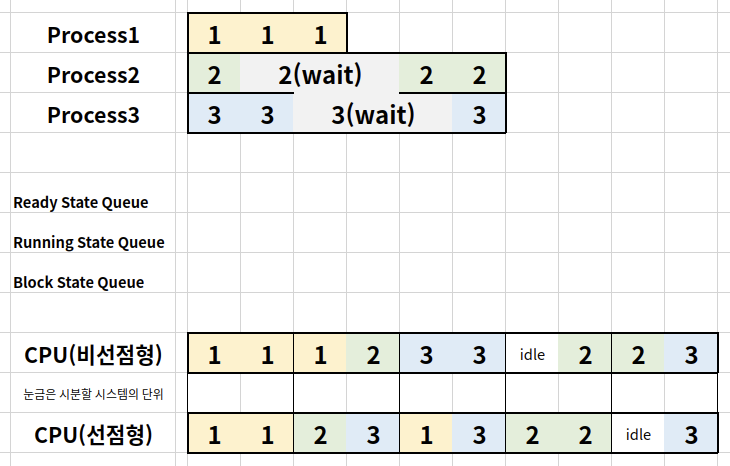 Process1 1 1 1
Process2 2 2(wait) 2 2
Process3 3 3 3(wait) 3
Ready State Queue
Running State Queue
Block State Queue
CPU(비선점형) 1 1 1 2 3 3 idle 2 2 3
눈금은 시분할 시스템의 단위
CPU(선점형) 1 1 2 3 1 3 2 2 idle 3